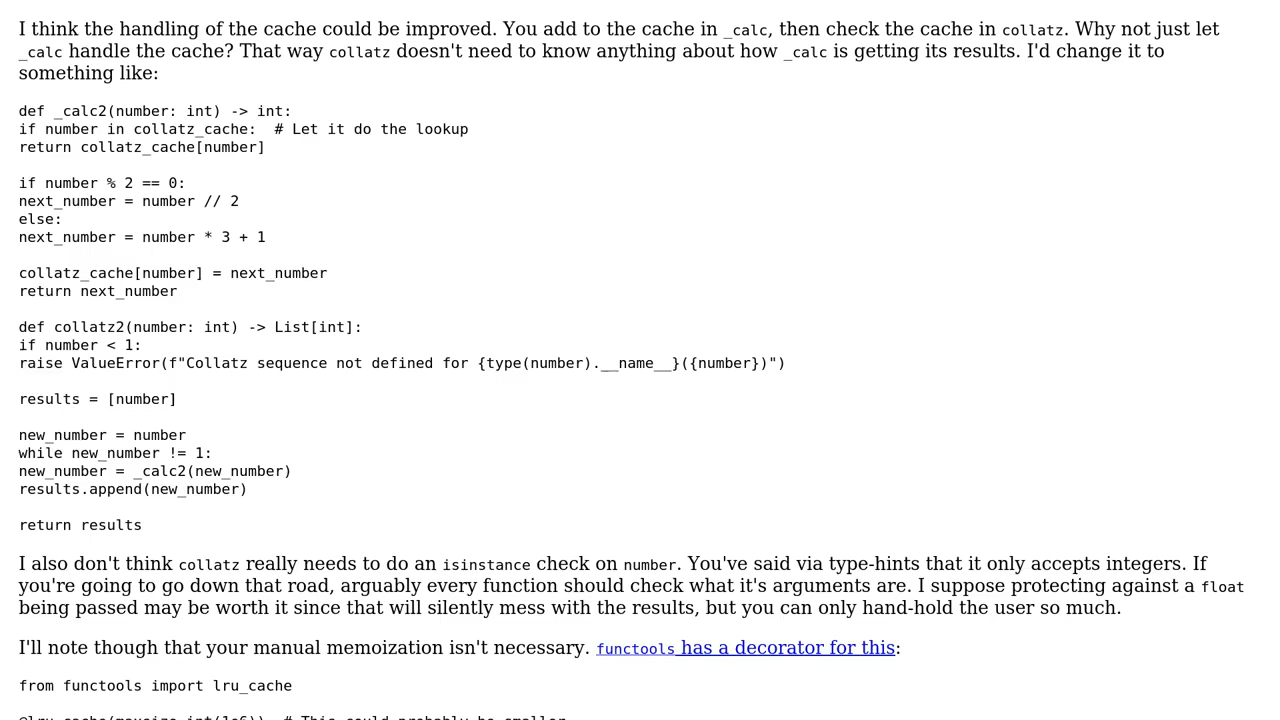 I think the handling of the cache could be improved. You add to the cache in _calc, then check the cache in collatz. Why not just let
_calc handle the cache? That way collatz doesn't need to know anything about how _calc is getting its results. I'd change it to
something like:
def _calc2(number: int) -> int:
if number in collatz_cache:  # Let it do the lookup
return collatz_cache[number]
if number % 2 == 0:
next_number = number // 2
else:
next_number = number * 3 + 1
collatz_cache[number] = next_number
return next_number
def collatz2(number: int) -> List[int]:
if number < 1:
raise ValueError(f"Collatz sequence not defined for {type(number).__name__}({number})")
results = [number]
new_number = number
while new_number != 1:
new_number = _calc2(new_number)
results.append(new_number)
return results
I also don't think collatz really needs to do an isinstance check on number. You've said via type-hints that it only accepts integers. If
you're going to go down that road, arguably every function should check what it's arguments are. I suppose protecting against a float
being passed may be worth it since that will silently mess with the results, but you can only hand-hold the user so much.
I'll note though that your manual memoization isn't necessary. functools has a decorator for this:
from functools import lru_cache
@lru_cache(maxsize=int(1e6))  # This could probably be smaller